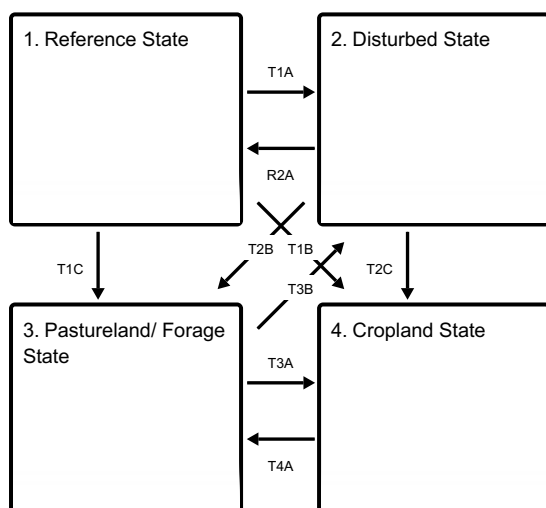 1. Reference State
2. Disturbed State
T1A
R2A
T2B
T1B
T1C
T2C
T3B
3. Pastureland/ Forage
State
4. Cropland State
T3A
T4A